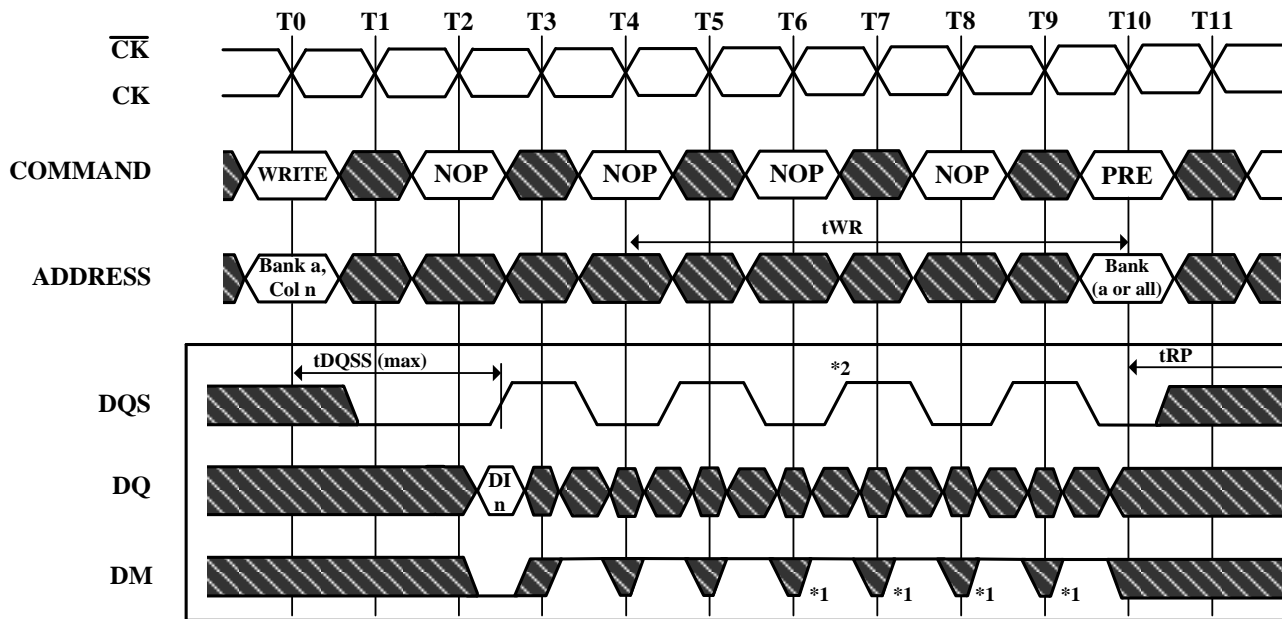 T0 T1 T2 T3 T4 T5 T6 T7 T8 T9 T10 T11
CK
CK
COMMAND WRITE NOP NOP NOP NOP PRE
tWR
ADDRESS Bank a, Col n Bank (a or all)
tDQSS (max) *2 tRP
DQS
DQ DI n
DM *1 *1 *1 *1